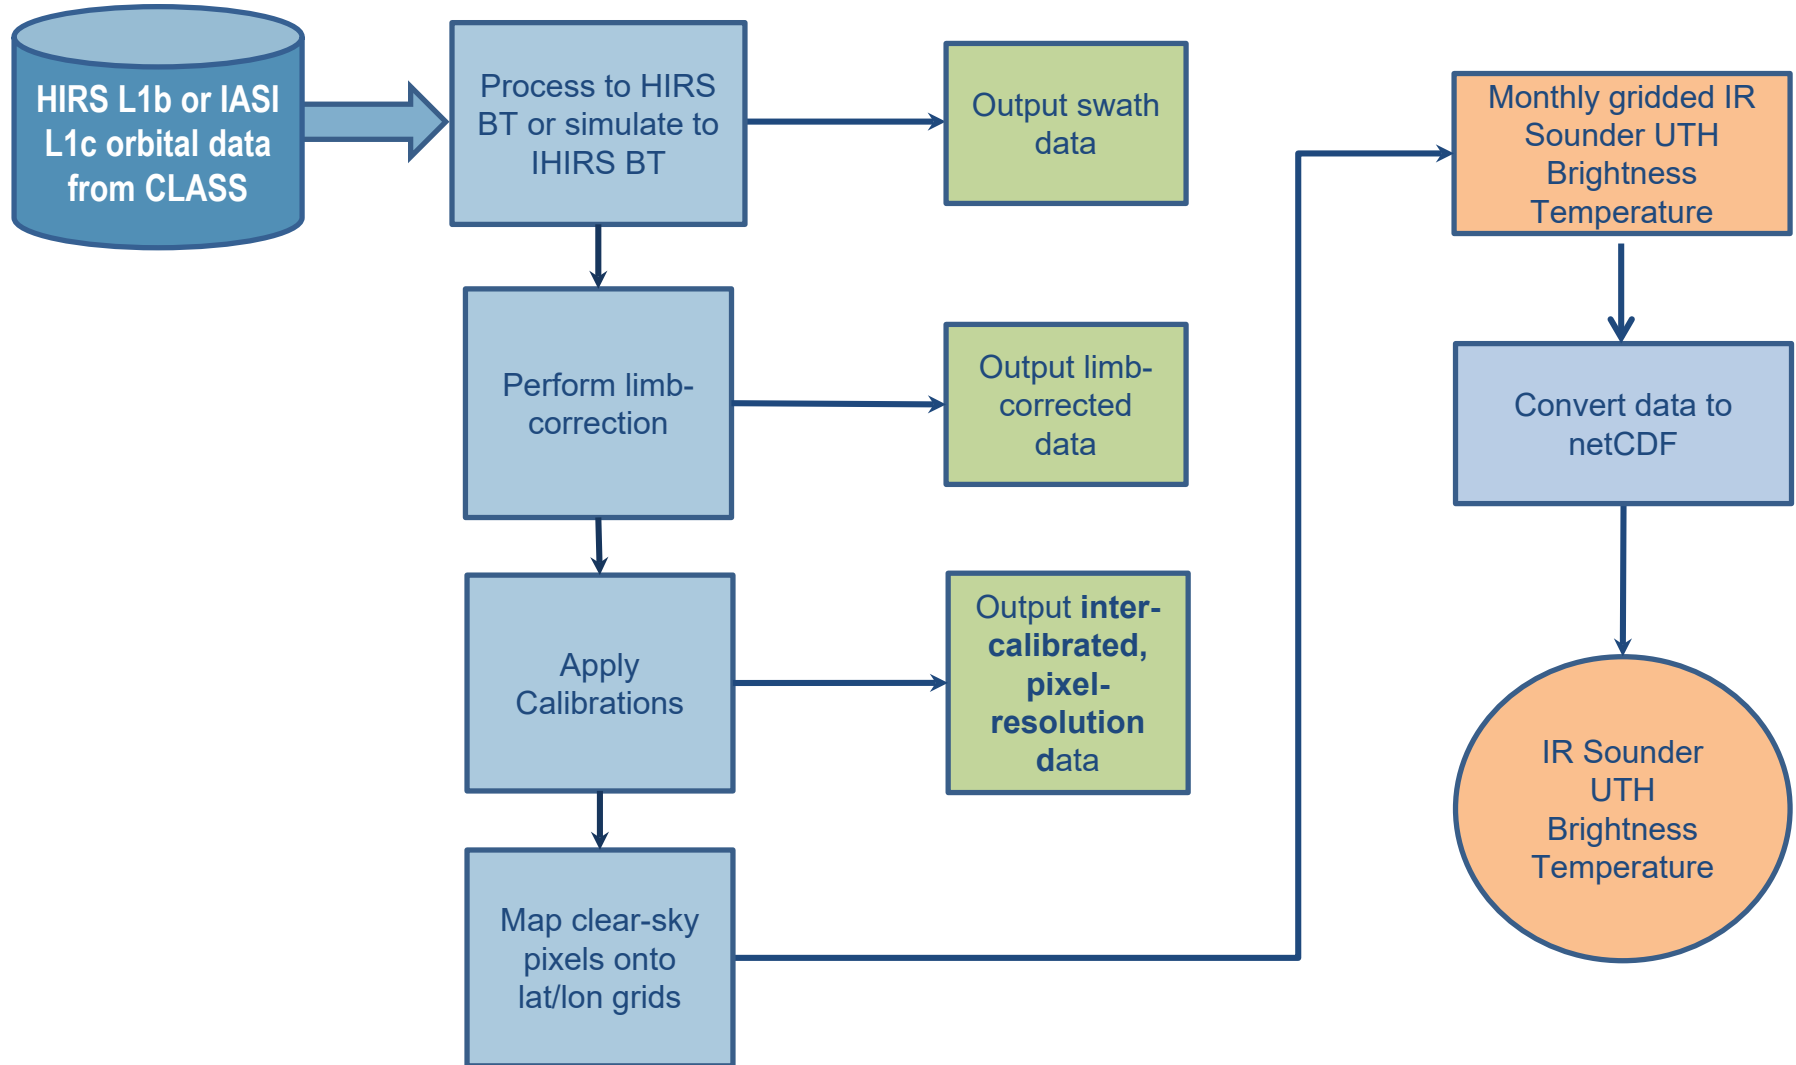 HIRS L1b or IASI
L1c orbital data
from CLASS
Process to HIRS
BT or simulate to
IHIRS BT
Output swath
data
Perform limb-
correction
Output limb-
corrected
data
Apply
Calibrations
Output inter-
calibrated,
pixel-
resolution
data
Map clear-sky
pixels onto
lat/lon grids
Monthly gridded IR
Sounder UTH
Brightness
Temperature
Convert data to
netCDF
IR Sounder
UTH
Brightness
Temperature